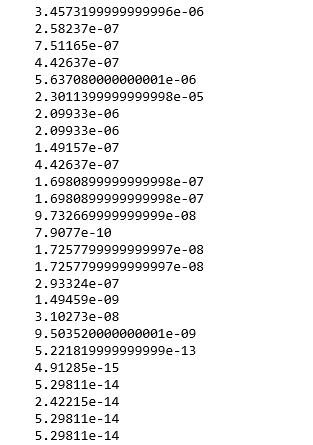 3.4573199999999996e-06
2.58237e-07
7.51165e-07
4.42637e-07
5.637080000000001e-06
2.3011399999999998e-05
2.09933e-06
2.09933e-06
1.49157e-07
4.42637e-07
1.6980899999999998e-07
1.6980899999999998e-07
9.732669999999999e-08
7.9077e-10
1.7257799999999997e-08
1.7257799999999997e-08
2.93324e-07
1.49459e-09
3.10273e-08
9.503520000000001e-09
5.221819999999999e-13
4.91285e-15
5.29811e-14
2.42215e-14
5.29811e-14
5.29811e-14